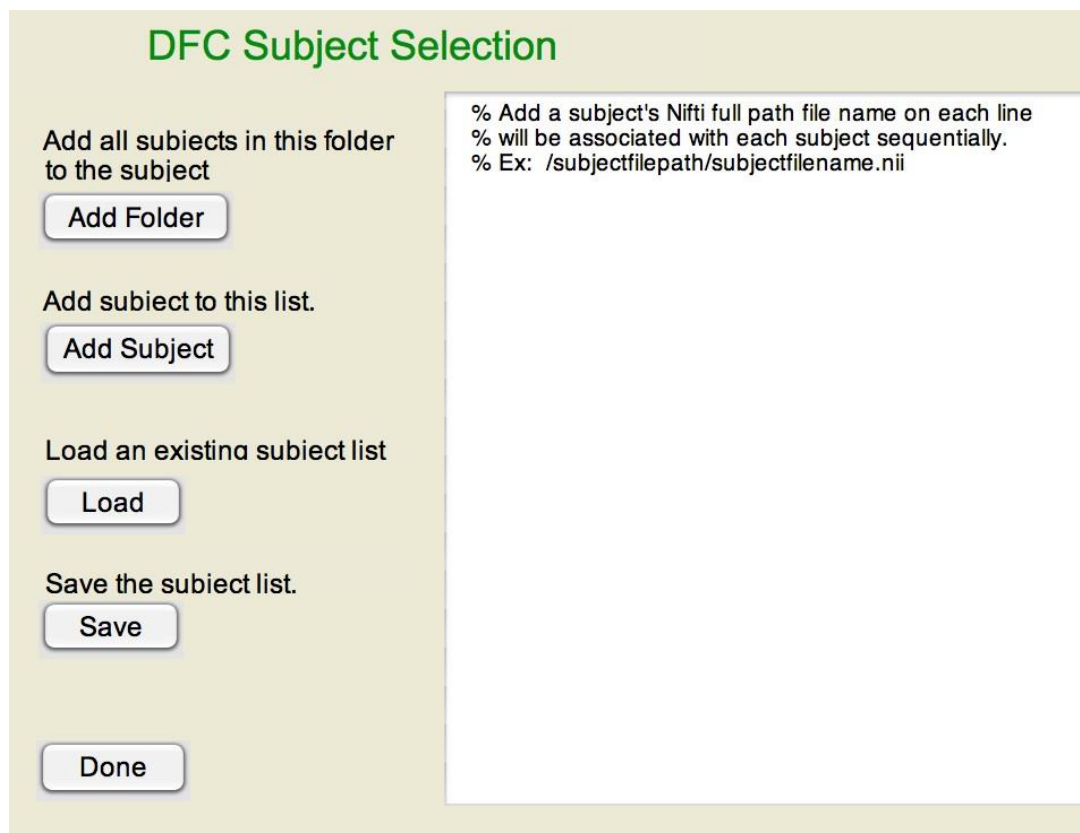 DFC Subject Selection
Add all subjects in this folder
to the subject
Add Folder
Add subject to this list.
Add Subject
Load an existing subject list
Load
Save the subject list.
Save
Done
% Add a subject's Nifti full path file name on each line
% will be associated with each subject sequentially.
% Ex: /subjectfilepath/subjectfilename.nii